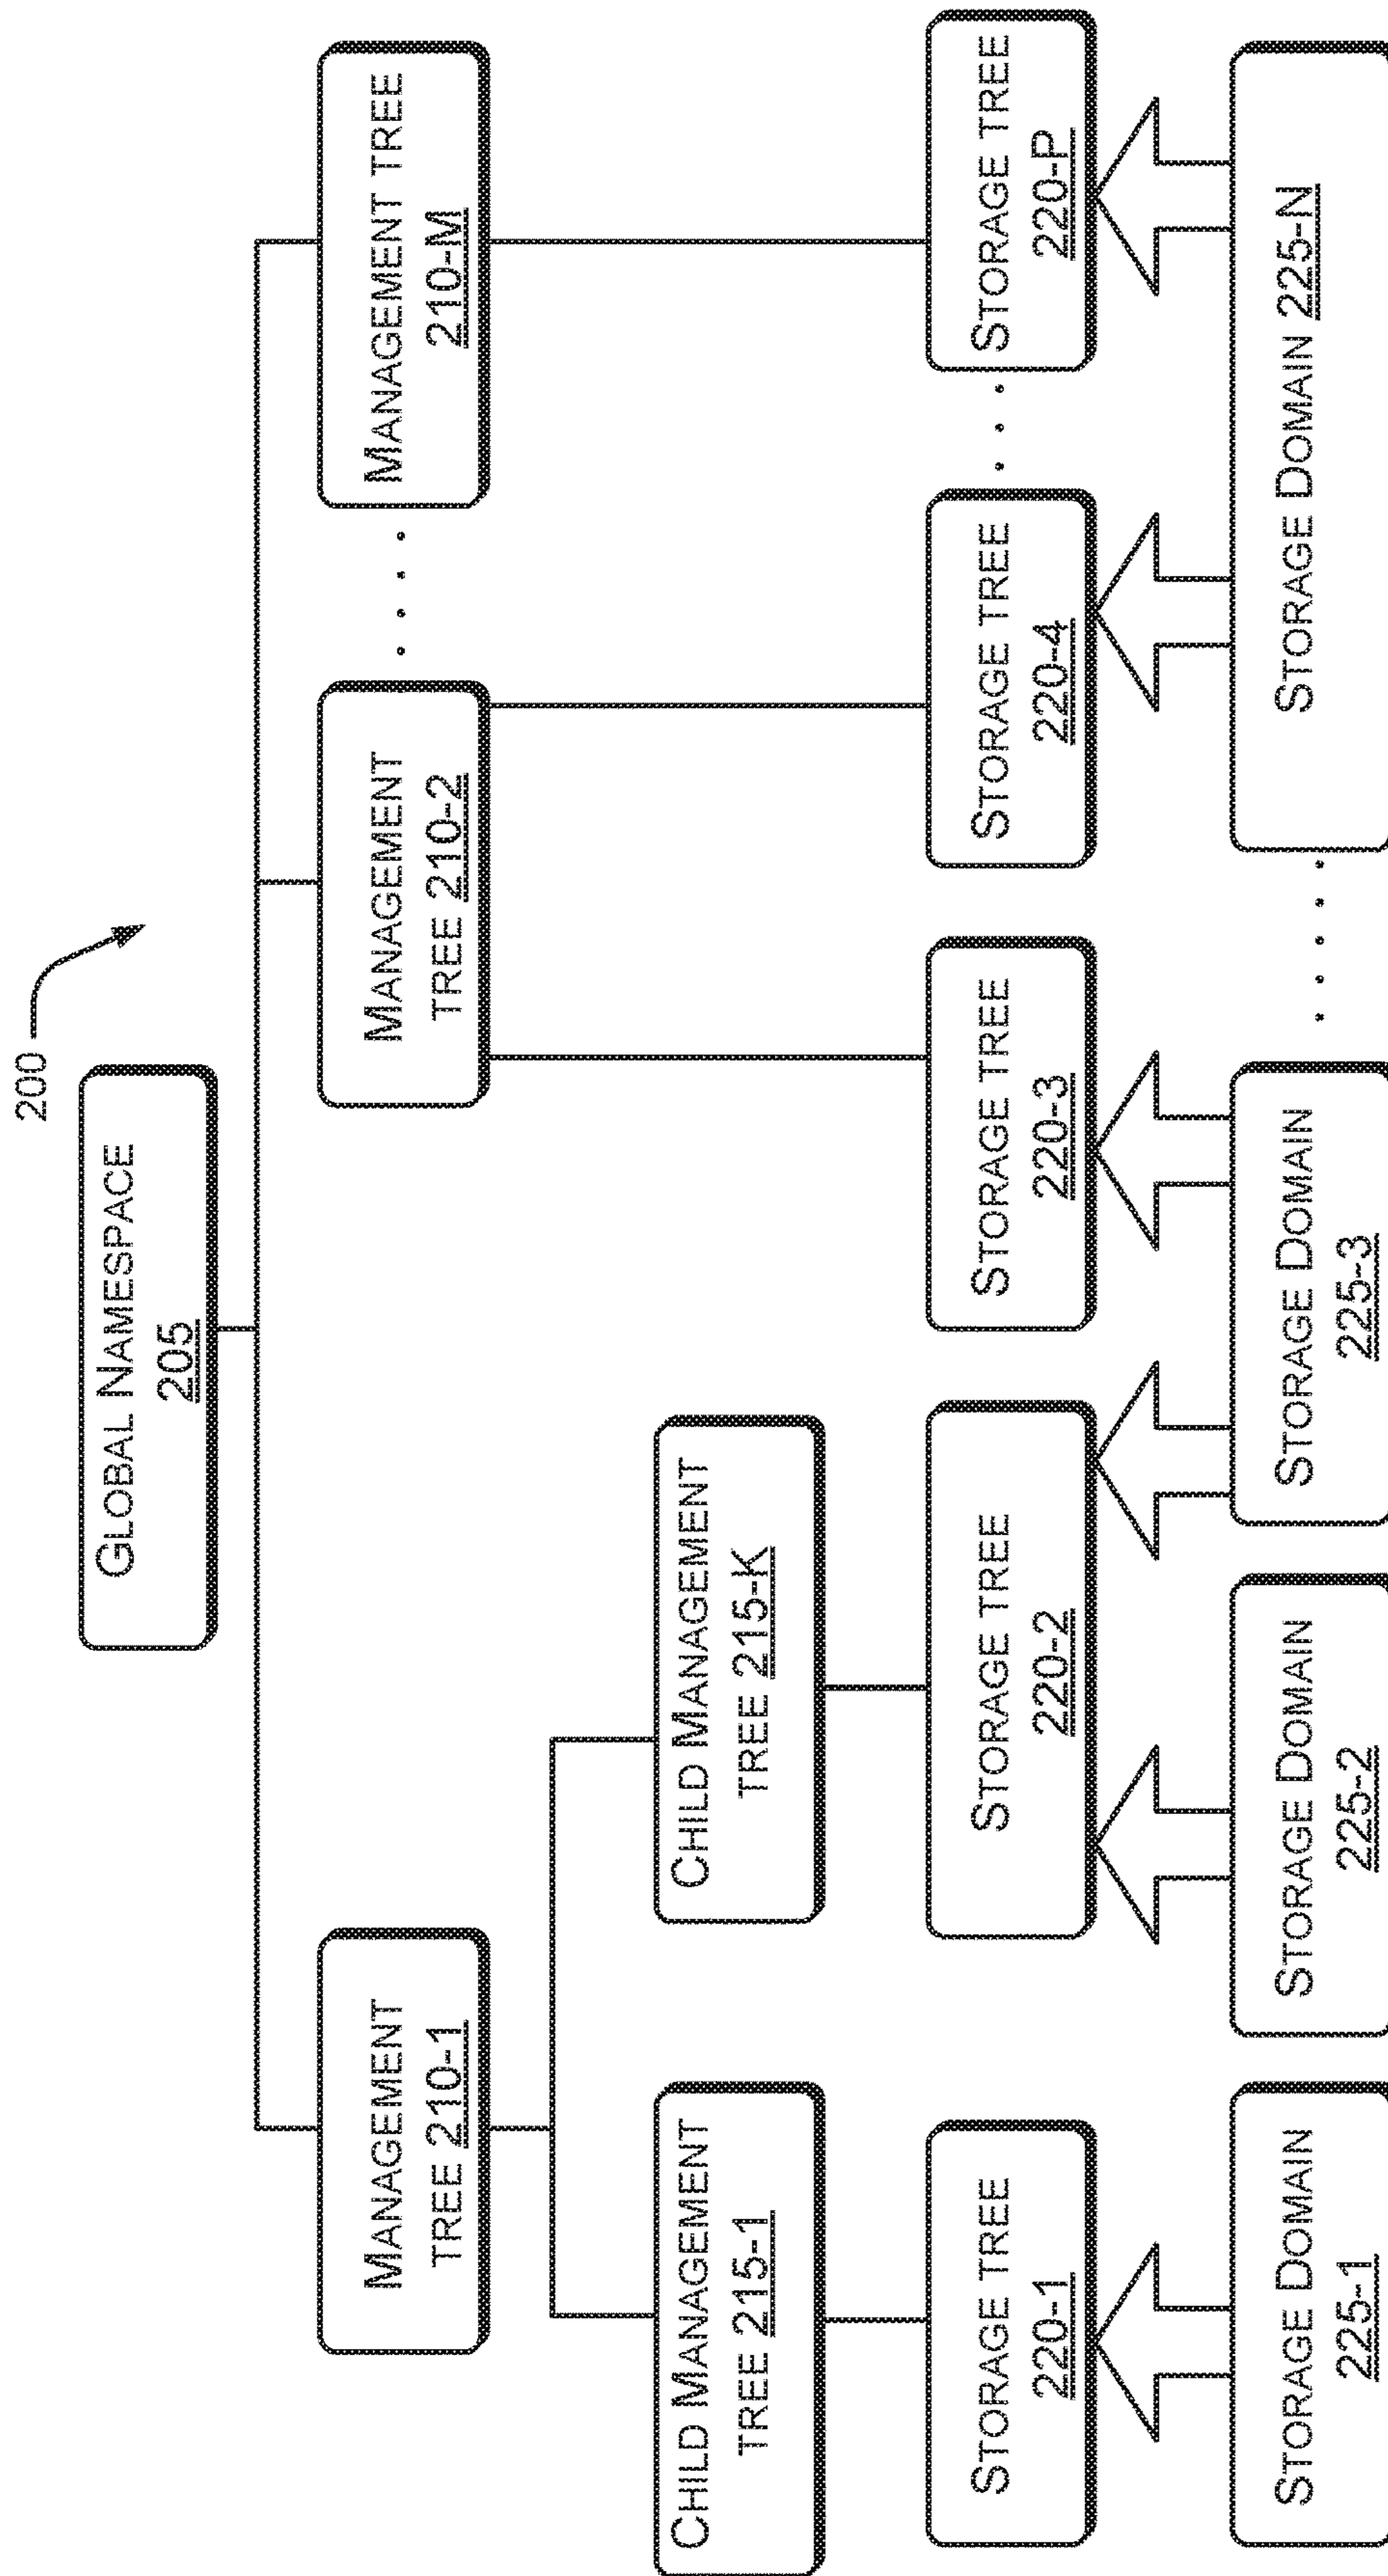 200
GLOBAL NAMESPACE
205
MANAGEMENT
TREE 210-1
MANAGEMENT
TREE 210-2
. . . .
MANAGEMENT TREE
210-M
CHILD MANAGEMENT
TREE 215-1
CHILD MANAGEMENT
TREE 215-K
STORAGE TREE
220-1
STORAGE TREE
220-2
STORAGE TREE
220-3
STORAGE TREE
220-4
. . .
STORAGE TREE
220-P
STORAGE DOMAIN
225-1
STORAGE DOMAIN
225-2
STORAGE DOMAIN
225-3
. . . . .
STORAGE DOMAIN 225-N